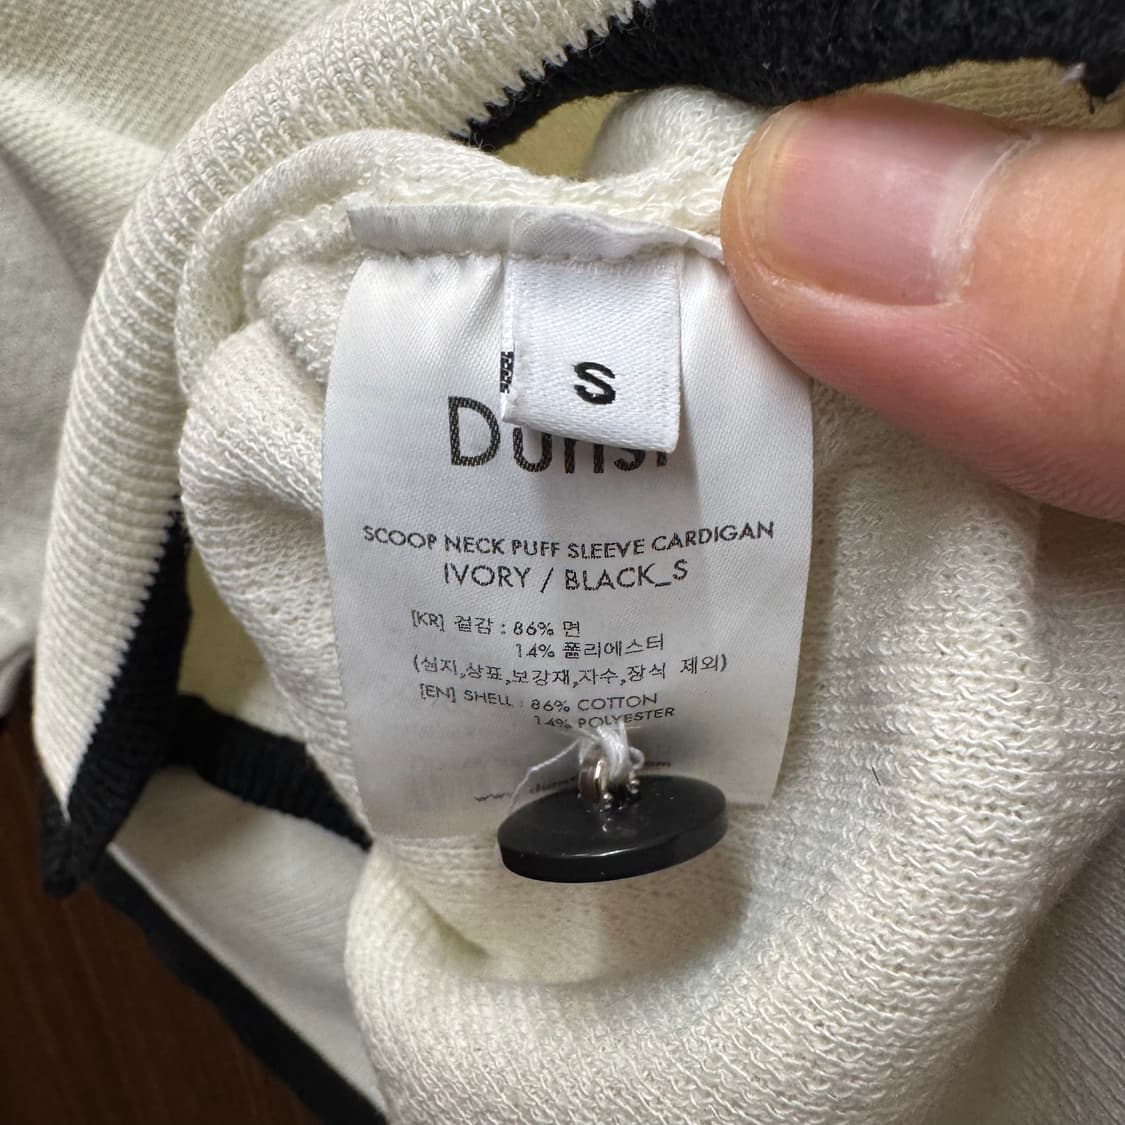 S
SCOOP NECK PUFF SLEEVE CARDIGAN
IVORY / BLACK_S
[KR] 겉감 : 86% 면
14% 폴리에스터
(심지,상표,보강재,자수,장식 제외)
[EN] SHELL : 86% COTTON
14% POLYESTER